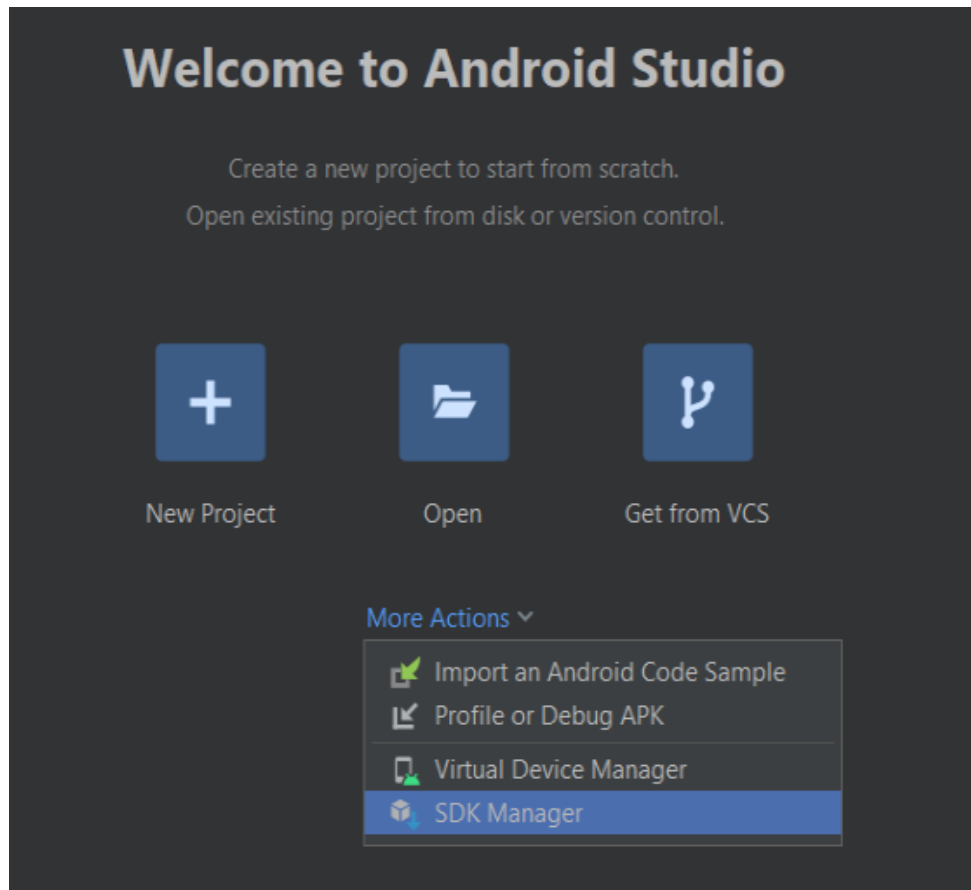 Welcome to Android Studio
Create a new project to start from scratch.
Open existing project from disk or version control.
New Project
Open
Get from VCS
More Actions
Import an Android Code Sample
Profile or Debug APK
Virtual Device Manager
SDK Manager